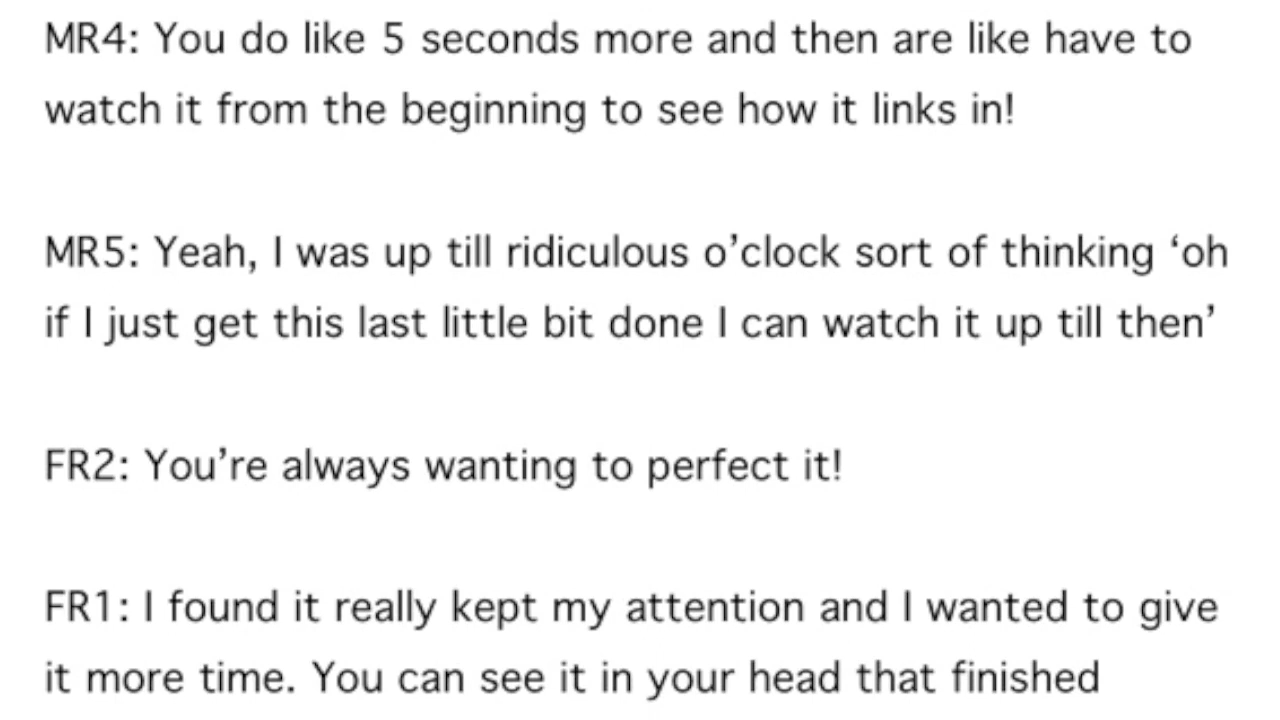 MR4: You do like 5 seconds more and then are like have to
watch it from the beginning to see how it links in!
MR5: Yeah, I was up till ridiculous o’clock sort of thinking ‘oh
if I just get this last little bit done I can watch it up till then’
FR2: You’re always wanting to perfect it!
FR1: I found it really kept my attention and I wanted to give
it more time. You can see it in your head that finished